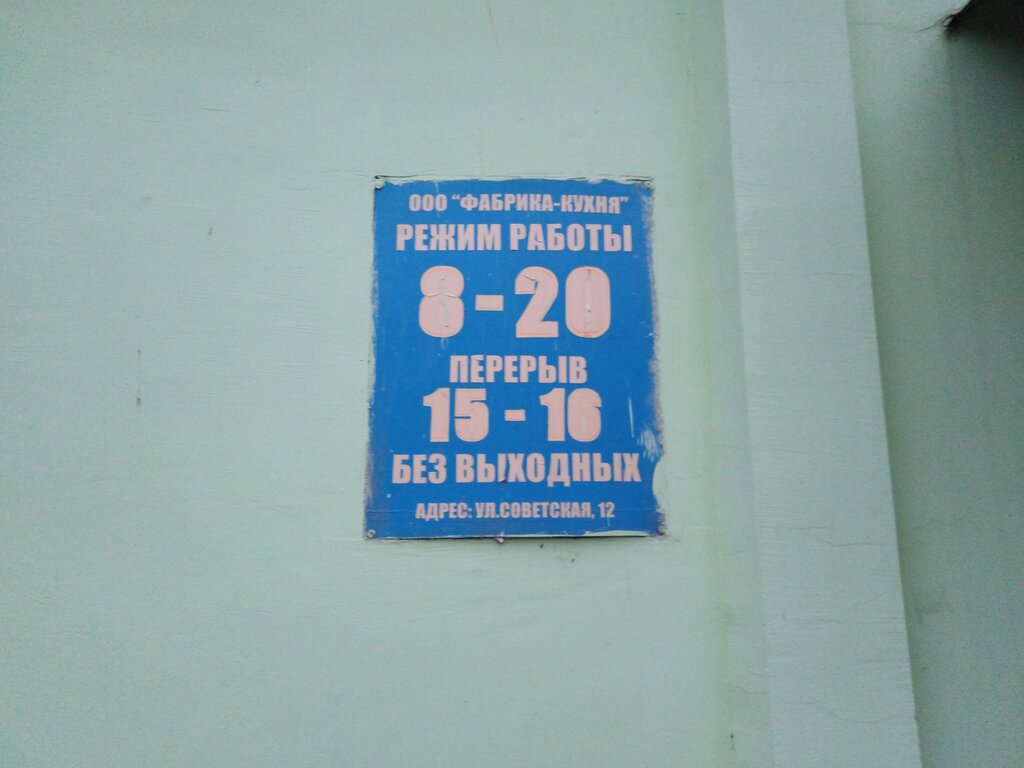 ООО "ФАБРИКА-КУХНЯ"
РЕЖИМ РАБОТЫ
8-20
ПЕРЕРЫВ
15 - 16
БЕЗ ВЫХОДНЫХ
АДРЕС: УЛ.СОВЕТСКАЯ, 12